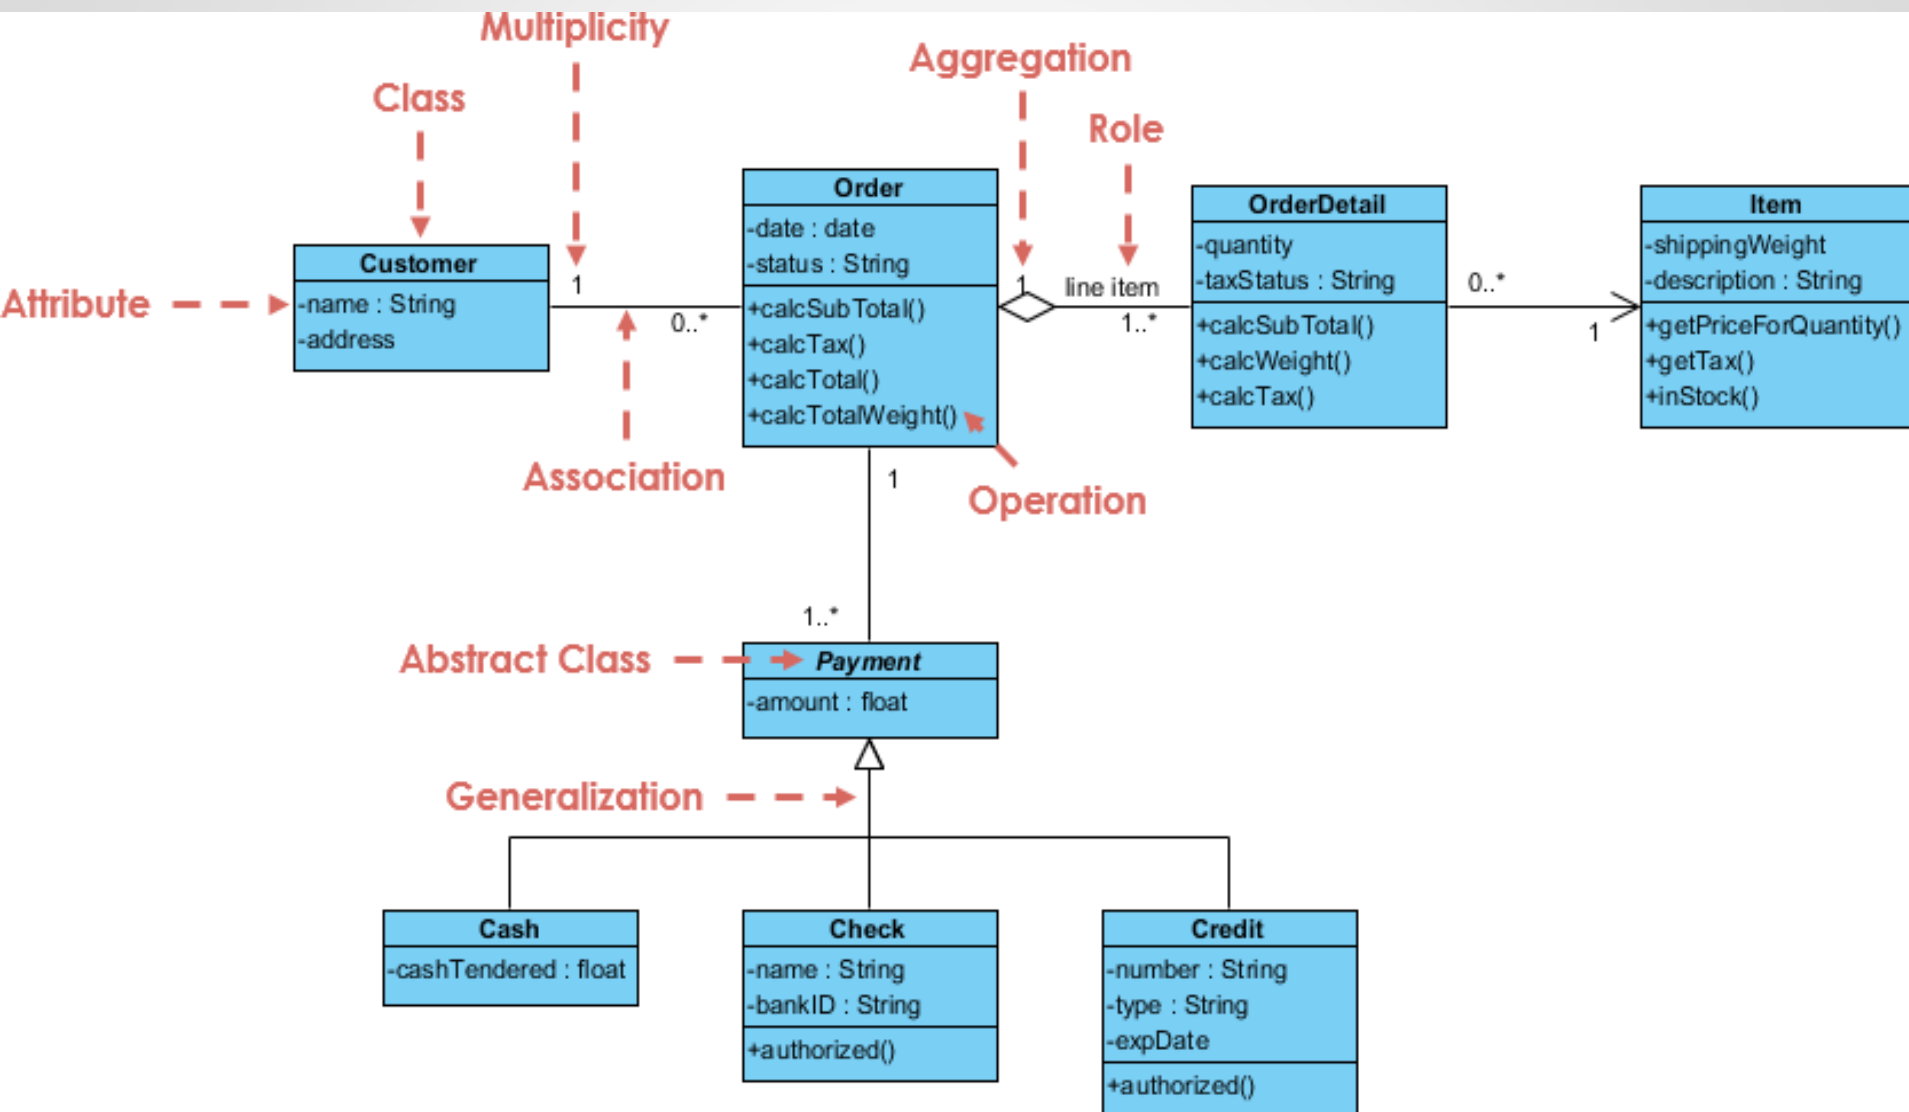 Multiplicity
Aggregation
Class
Role
Order
-date : date
-status : String
+calcSubTotal()
+calcTax()
+calcTotal()
+calcTotalWeight()
OrderDetail
-quantity
-taxStatus : String
+calcSubTotal()
+calcWeight()
+calcTax()
Item
-shippingWeight
-description : String
+getPriceForQuantity()
+getTax()
+inStock()
Customer
-name : String
-address
Attribute
1
0..*
1
line item
1..*
0..*
1
Association
Operation
1
1..*
Abstract Class
Payment
-amount : float
Generalization
Cash
-cashTendered : float
Check
-name : String
-bankID : String
+authorized()
Credit
-number : String
-type : String
-expDate
+authorized()